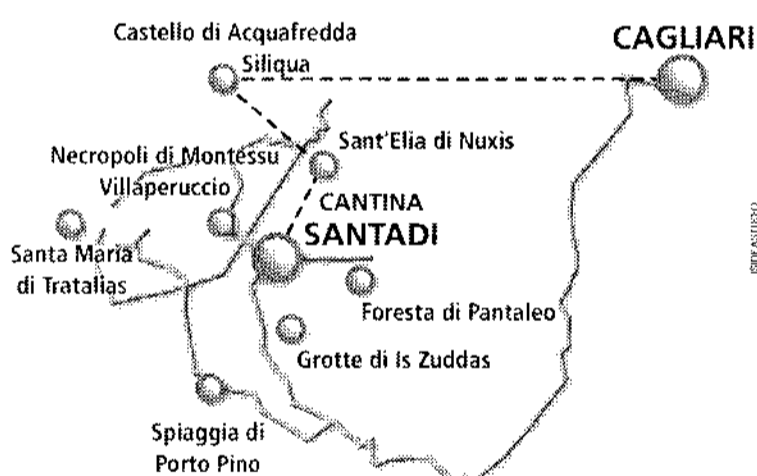 Castello di Acquafredda
Siliqua
CAGLIARI
Necropoli di Montessu
Villaperuccio
Sant'Elia di Nuxis
CANTINA
SANTADI
Santa Maria
di Tratalias
Foresta di Pantaleo
Grotte di Is Zuddas
Spiaggia di
Porto Pino